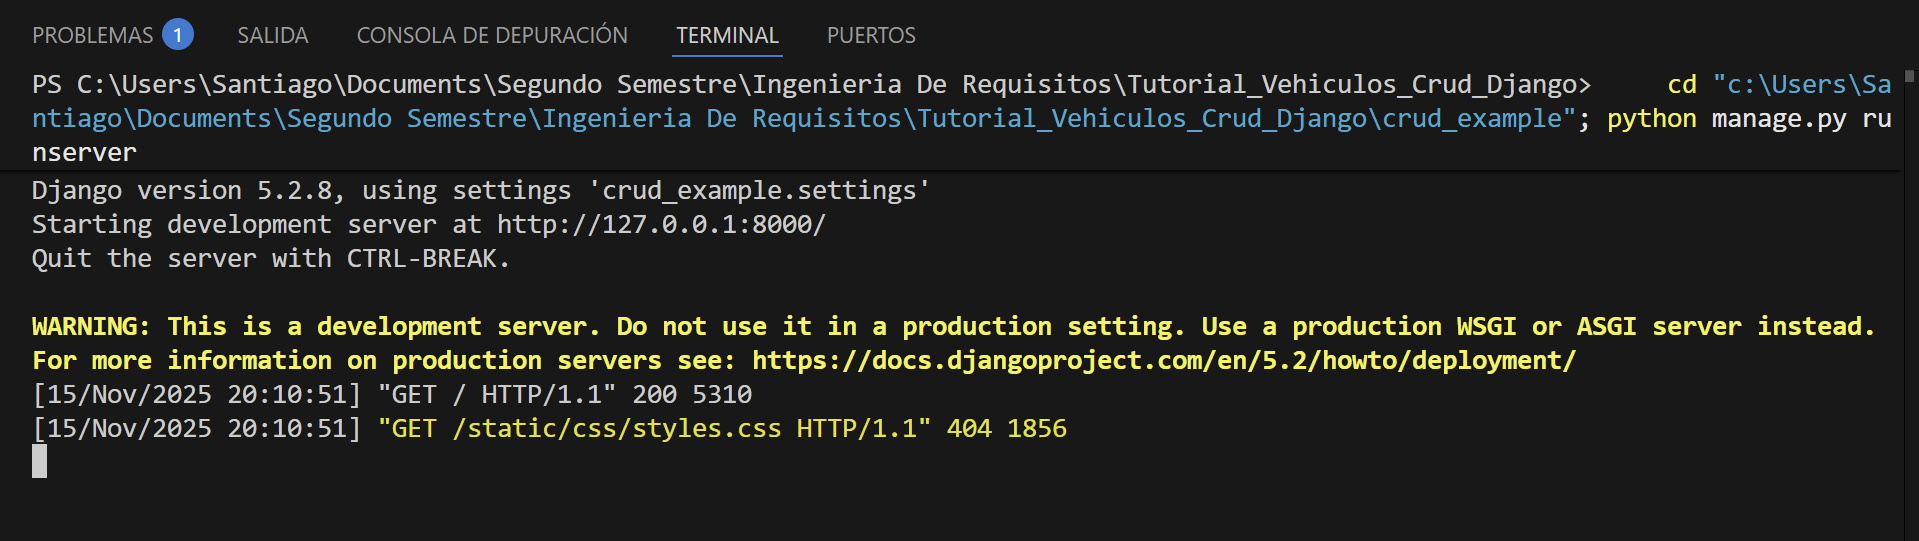 PROBLEMAS 1 SALIDA CONSOLA DE DEPURACIÓN TERMINAL PUERTOS
PS C:\Users\Santiago\Documents\Segundo Semestre\Ingenieria De Requisitos\Tutorial_Vehiculos_Crud_Django>     cd "c:\Users\Sa
ntiago\Documents\Segundo Semestre\Ingenieria De Requisitos\Tutorial_Vehiculos_Crud_Django\crud_example"; python manage.py ru
nserver
Django version 5.2.8, using settings 'crud_example.settings'
Starting development server at http://127.0.0.1:8000/
Quit the server with CTRL-BREAK.
WARNING: This is a development server. Do not use it in a production setting. Use a production WSGI or ASGI server instead.
For more information on production servers see: https://docs.djangoproject.com/en/5.2/howto/deployment/
[15/Nov/2025 20:10:51] "GET / HTTP/1.1" 200 5310
[15/Nov/2025 20:10:51] "GET /static/css/styles.css HTTP/1.1" 404 1856